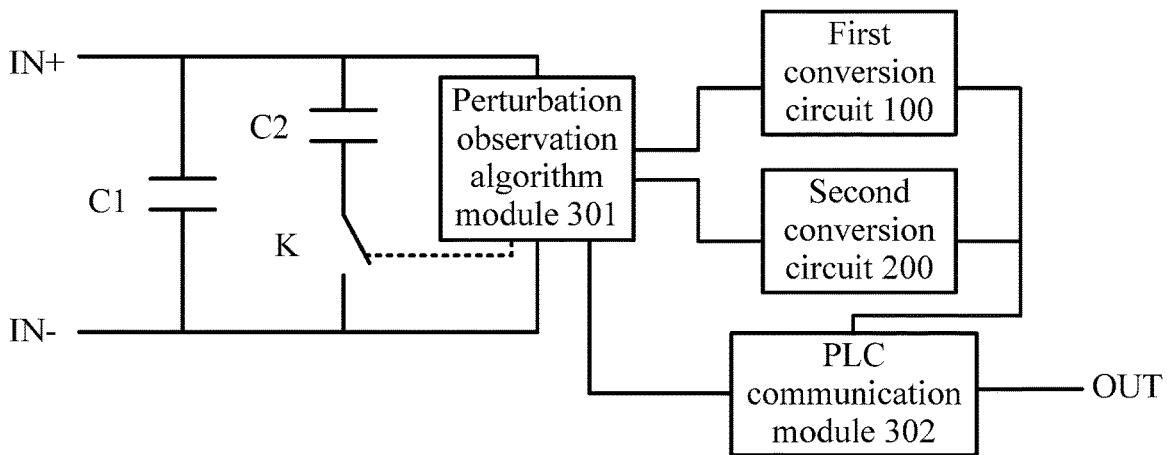 IN+
C1
C2
K
IN-
Perturbation
observation
algorithm
module 301
First
conversion
circuit 100
Second
conversion
circuit 200
PLC
communication
module 302
OUT